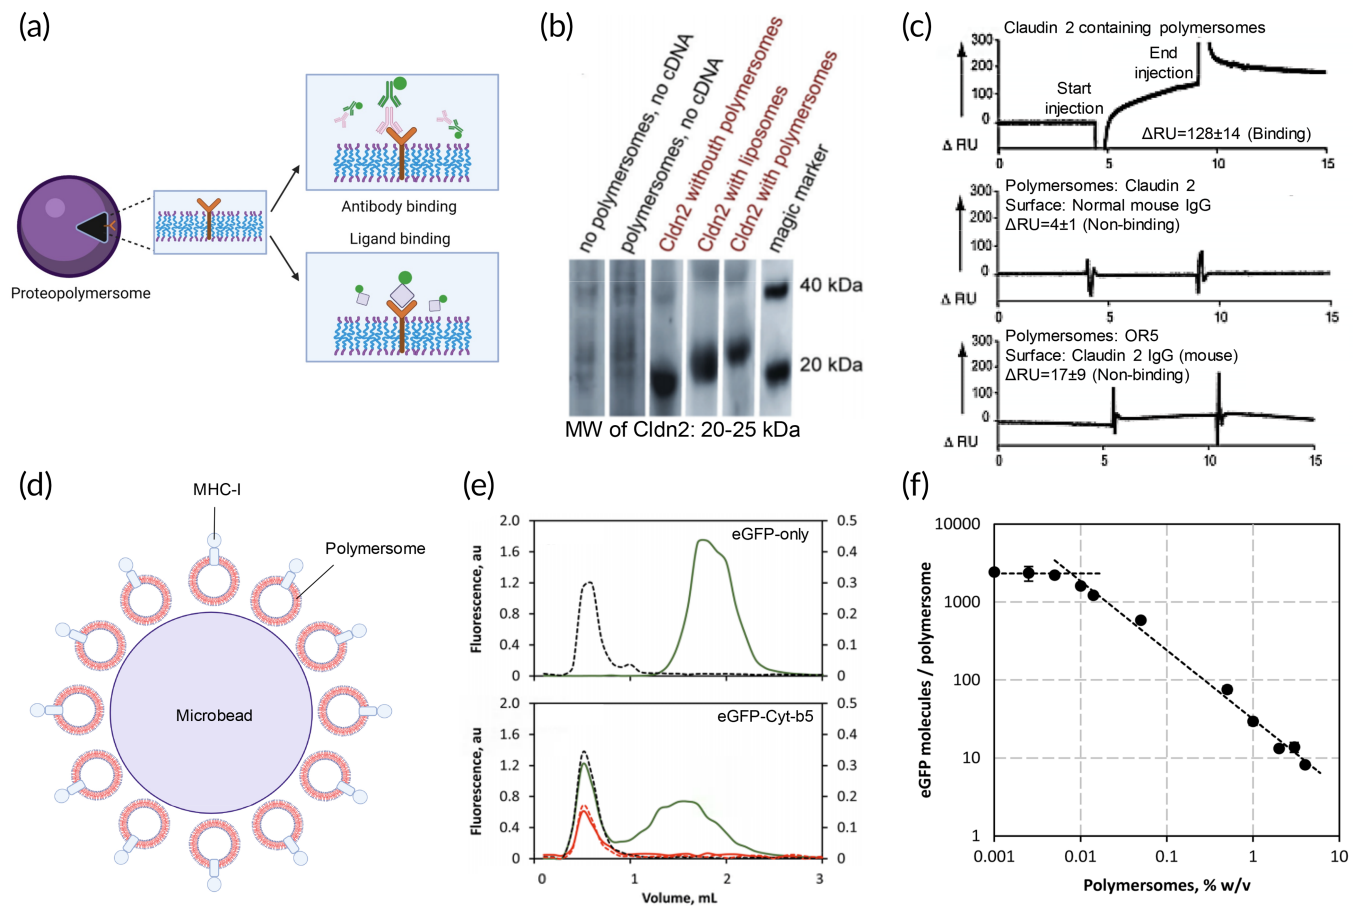 (a)
Antibody binding
Ligand binding
Proteopolymersome
(b)
no polymersomes, no cDNA
polymersomes, no cDNA
Cldn2 withouth polymersomes
Cldn2 with liposomes
Cldn2 with polymersomes
magic marker
40 kDa
20 kDa
MW of Cldn2: 20-25 kDa
(c)
Claudin 2 containing polymersomes
300
200
100
0
Δ RU
Start
injection
End
injection
ΔRU=128±14 (Binding)
0 5 10 15
Polymersomes: Claudin 2
Surface: Normal mouse IgG
ΔRU=4±1 (Non-binding)
300
200
100
0
Δ RU
0 5 10 15
Polymersomes: OR5
Surface: Claudin 2 IgG (mouse)
ΔRU=17±9 (Non-binding)
300
200
100
0
Δ RU
0 5 10 15
(d)
MHC-I
Polymersome
Microbead
(e)
eGFP-only
Fluorescence, au
2.0 0.5
1.6 0.4
1.2 0.3
0.8 0.2
0.4 0.1
0 0
eGFP-Cyt-b5
Fluorescence, au
2.0 0.5
1.6 0.4
1.2 0.3
0.8 0.2
0.4 0.1
0 0
0 1 2 3
Volume, mL
(f)
eGFP molecules / polymersome
10000
1000
100
10
1
0.001 0.01 0.1 1 10
Polymersomes, % w/v